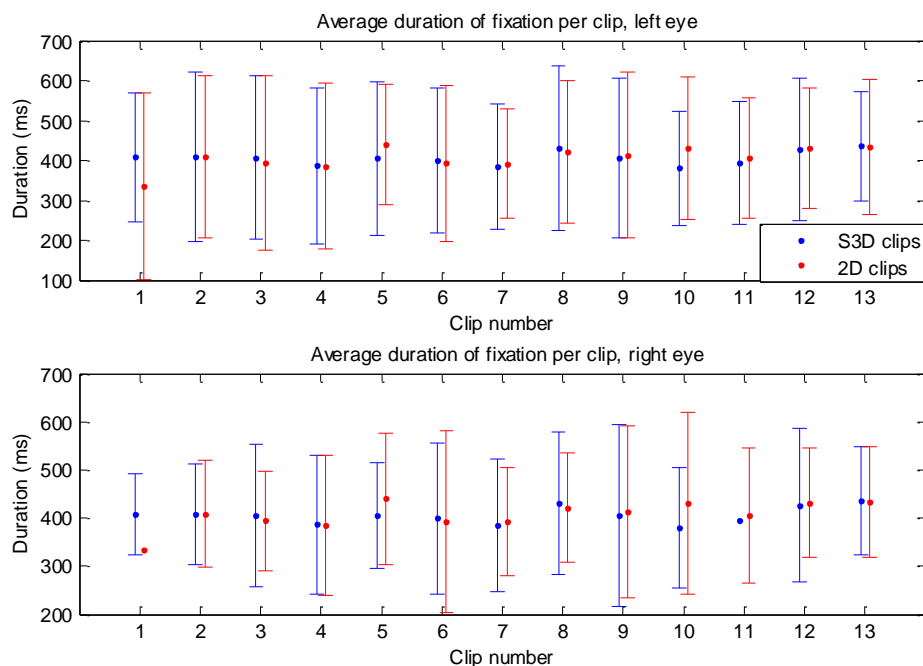 Average duration of fixation per clip, left eye
700
600
500
400
300
200
100
Duration (ms)
1 2 3 4 5 6 7 8 9 10 11 12 13
Clip number
S3D clips
2D clips
Average duration of fixation per clip, right eye
700
600
500
400
300
200
Duration (ms)
1 2 3 4 5 6 7 8 9 10 11 12 13
Clip number